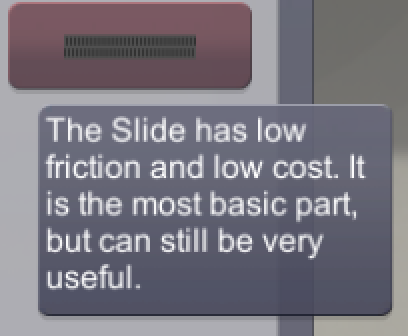 The Slide has low
friction and low cost. It
is the most basic part,
but can still be very
useful.